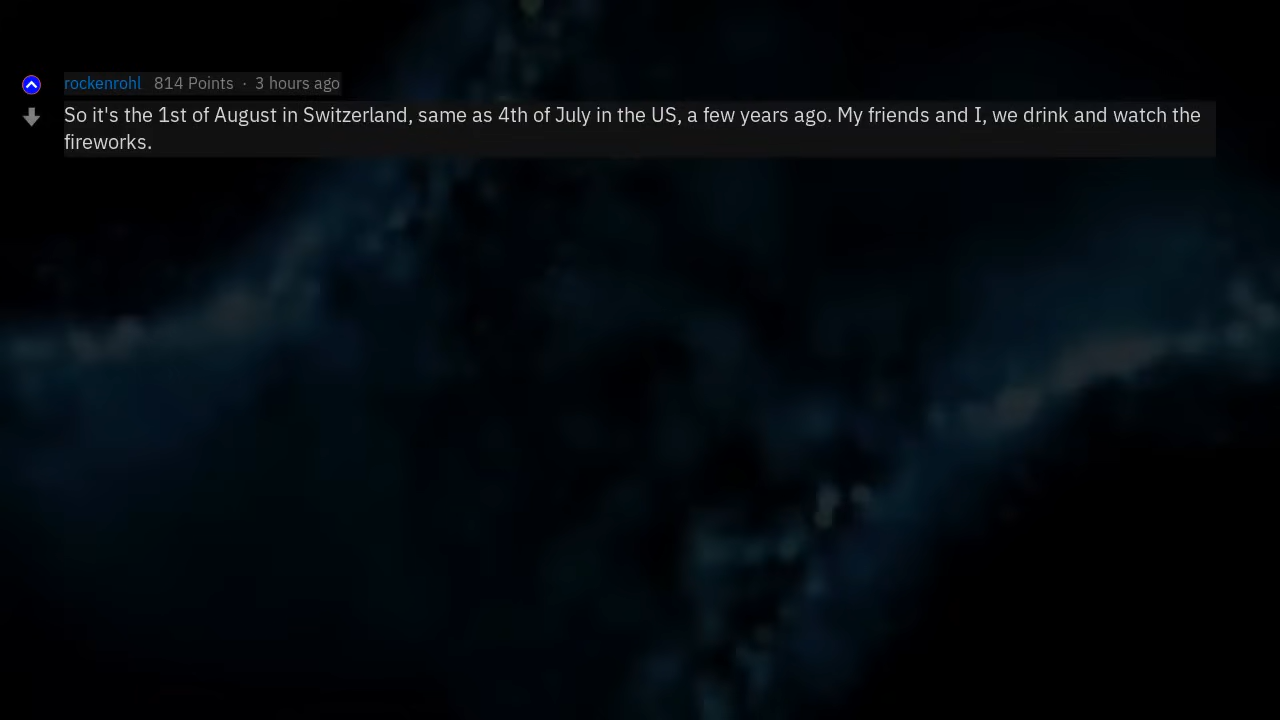 rockenrohl 814 Points · 3 hours ago
So it's the 1st of August in Switzerland, same as 4th of July in the US, a few years ago. My friends and I, we drink and watch the
fireworks.